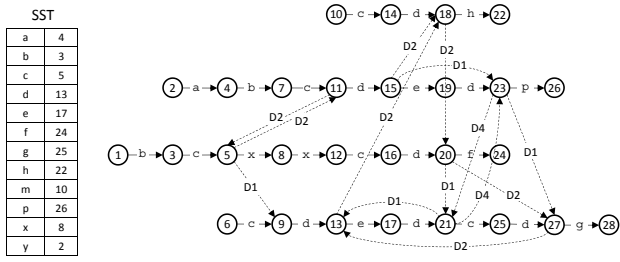 SST
a 4
b 3
c 5
d 13
e 17
f 24
g 25
h 22
m 10
p 26
x 8
y 2
10 c 14 d 18 h 22
D2 D2 D1
2 a 4 b 7 c 11 d 15 e 19 d 23 p 26
D2 D2 D2 D4 D1
1 b 3 c 5 x 8 x 12 c 16 d 20 f 24
D1 D1 D1 D4 D2
6 c 9 d 13 e 17 d 21 c 25 d 27 g 28
D2